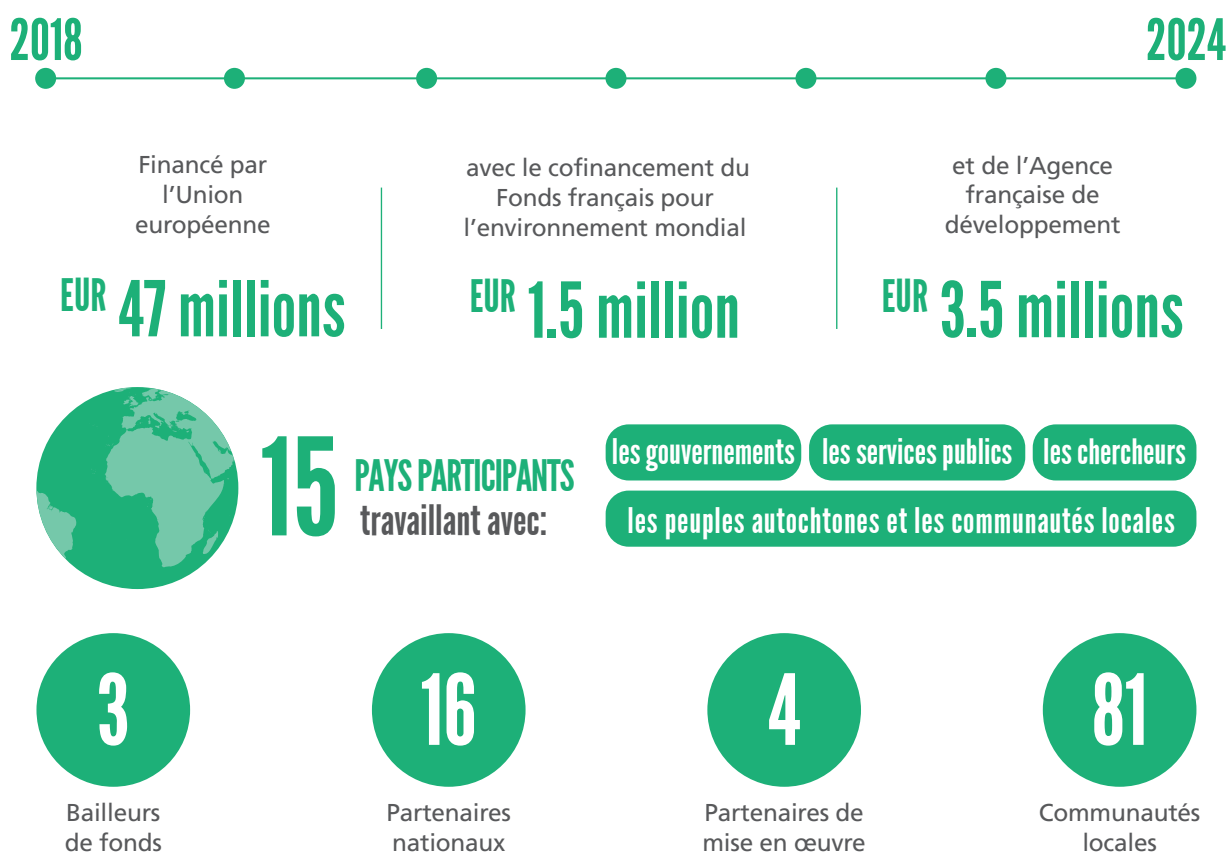 2018
2024
Financé par
l'Union
européenne
EUR 47 millions
avec le cofinancement du
Fonds français pour
l'environnement mondial
EUR 1.5 million
et de l'Agence
française de
développement
EUR 3.5 millions
15
PAYS PARTICIPANTS
travaillant avec:
les gouvernements
les services publics
les chercheurs
les peuples autochtones et les communautés locales
3
Bailleurs
de fonds
16
Partenaires
nationaux
4
Partenaires de
mise en œuvre
81
Communautés
locales